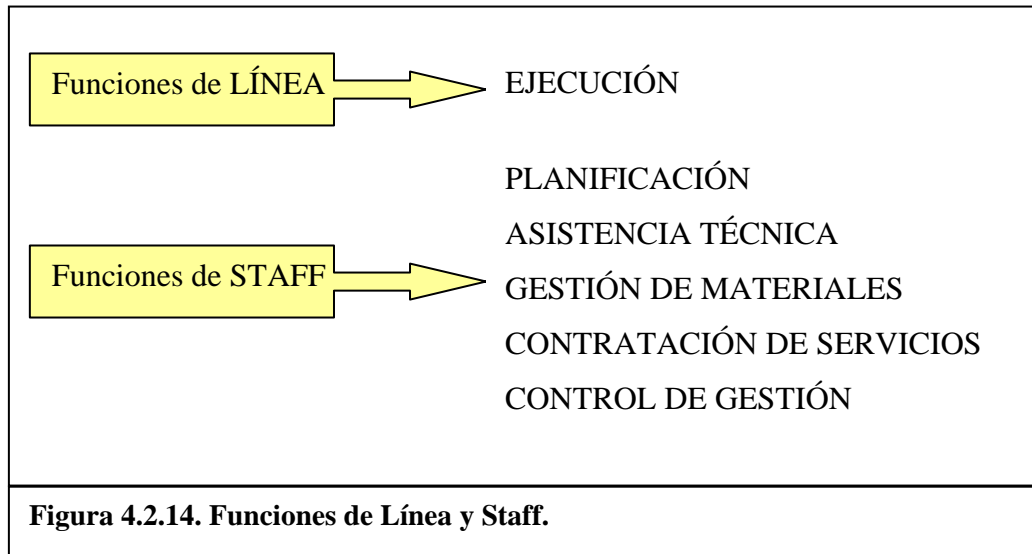 Funciones de LÍNEA
EJECUCIÓN
Funciones de STAFF
PLANIFICACIÓN
ASISTENCIA TÉCNICA
GESTIÓN DE MATERIALES
CONTRATACIÓN DE SERVICIOS
CONTROL DE GESTIÓN
Figura 4.2.14. Funciones de Línea y Staff.